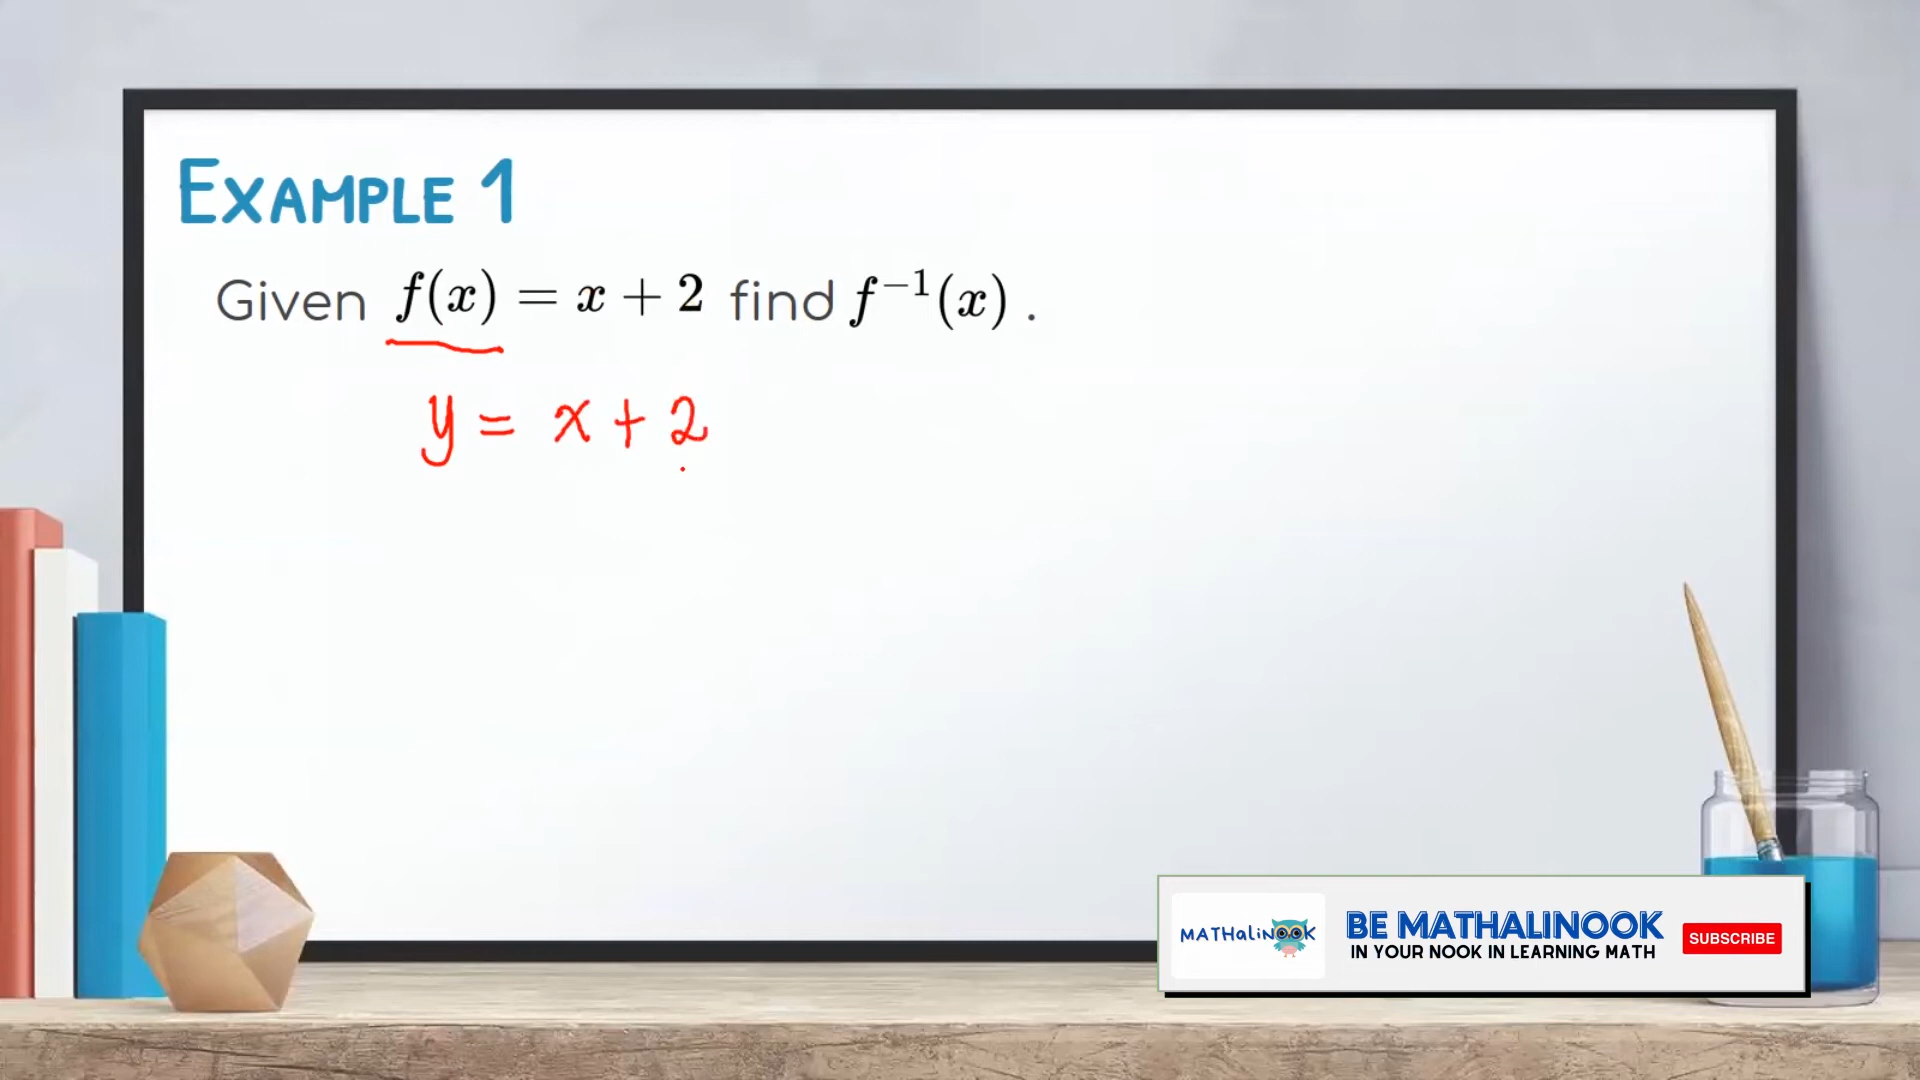 EXAMPLE 1
Given f(x) = x + 2 find f⁻¹(x) .
y = x + 2
MATHaliNOOK
BE MATHALINOOK
IN YOUR NOOK IN LEARNING MATH
SUBSCRIBE